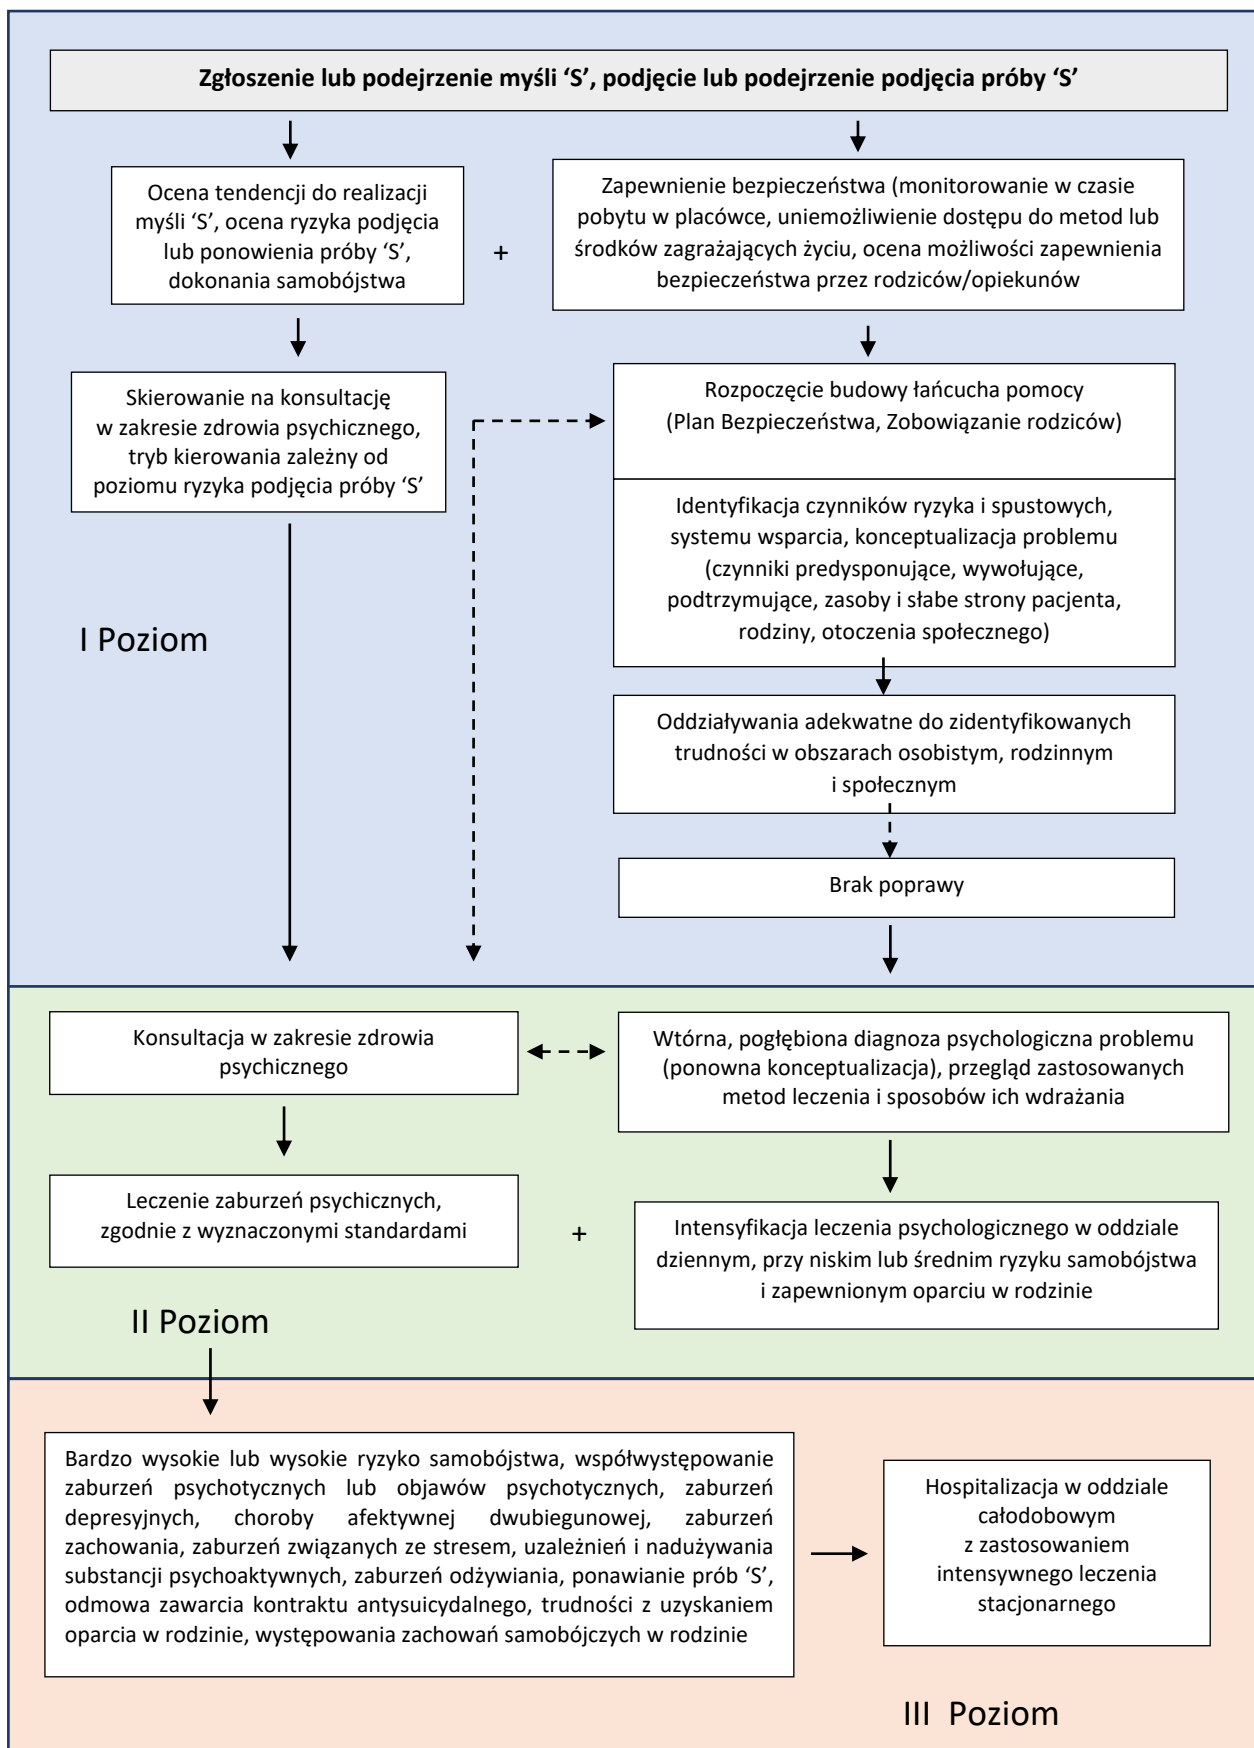 Zgłoszenie lub podejrzenie myśli ‘S’, podjęcie lub podejrzenie podjęcia próby ‘S’
Ocena tendencji do realizacji
myśli ‘S’, ocena ryzyka podjęcia
lub ponowienia próby ‘S’,
dokonania samobójstwa
+
Zapewnienie bezpieczeństwa (monitorowanie w czasie
pobytu w placówce, uniemożliwienie dostępu do metod lub
środków zagrażających życiu, ocena możliwości zapewnienia
bezpieczeństwa przez rodziców/opiekunów
Skierowanie na konsultację
w zakresie zdrowia psychicznego,
tryb kierowania zależny od
poziomu ryzyka podjęcia próby ‘S’
Rozpoczęcie budowy łańcucha pomocy
(Plan Bezpieczeństwa, Zobowiązanie rodziców)
Identyfikacja czynników ryzyka i spustowych,
systemu wsparcia, konceptualizacja problemu
(czynniki predysponujące, wywołujące,
podtrzymujące, zasoby i słabe strony pacjenta,
rodziny, otoczenia społecznego)
I Poziom
Oddziaływania adekwatne do zidentyfikowanych
trudności w obszarach osobistym, rodzinnym
i społecznym
Brak poprawy
Konsultacja w zakresie zdrowia
psychicznego
Wtórna, pogłębiona diagnoza psychologiczna problemu
(ponowna konceptualizacja), przegląd zastosowanych
metod leczenia i sposobów ich wdrażania
Leczenie zaburzeń psychicznych,
zgodnie z wyznaczonymi standardami
+
Intensyfikacja leczenia psychologicznego w oddziale
dziennym, przy niskim lub średnim ryzyku samobójstwa
i zapewnionym oparciu w rodzinie
II Poziom
Bardzo wysokie lub wysokie ryzyko samobójstwa, współwystępowanie
zaburzeń psychotycznych lub objawów psychotycznych, zaburzeń
depresyjnych, choroby afektywnej dwubiegunowej, zaburzeń
zachowania, zaburzeń związanych ze stresem, uzależnień i nadużywania
substancji psychoaktywnych, zaburzeń odżywiania, ponawianie prób ‘S’,
odmowa zawarcia kontraktu antysuicydalnego, trudności z uzyskaniem
oparcia w rodzinie, występowania zachowań samobójczych w rodzinie
Hospitalizacja w oddziale
całodobowym
z zastosowaniem
intensywnego leczenia
stacjonarnego
III Poziom